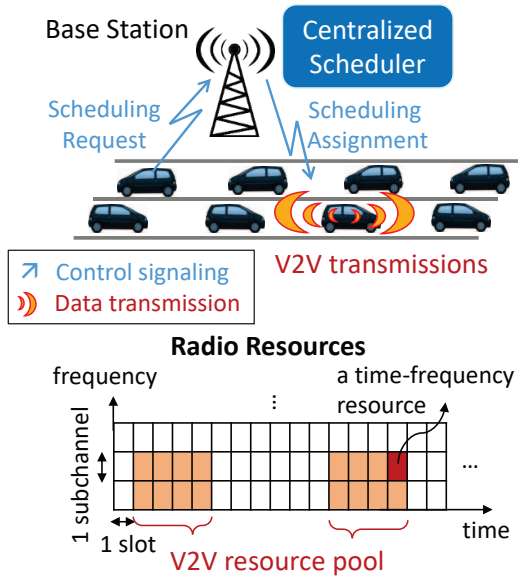 Base Station
Centralized
Scheduler
Scheduling
Request
Scheduling
Assignment
V2V transmissions
Control signaling
Data transmission
Radio Resources
frequency
a time-frequency
resource
1 subchannel
...
...
1 slot
time
V2V resource pool